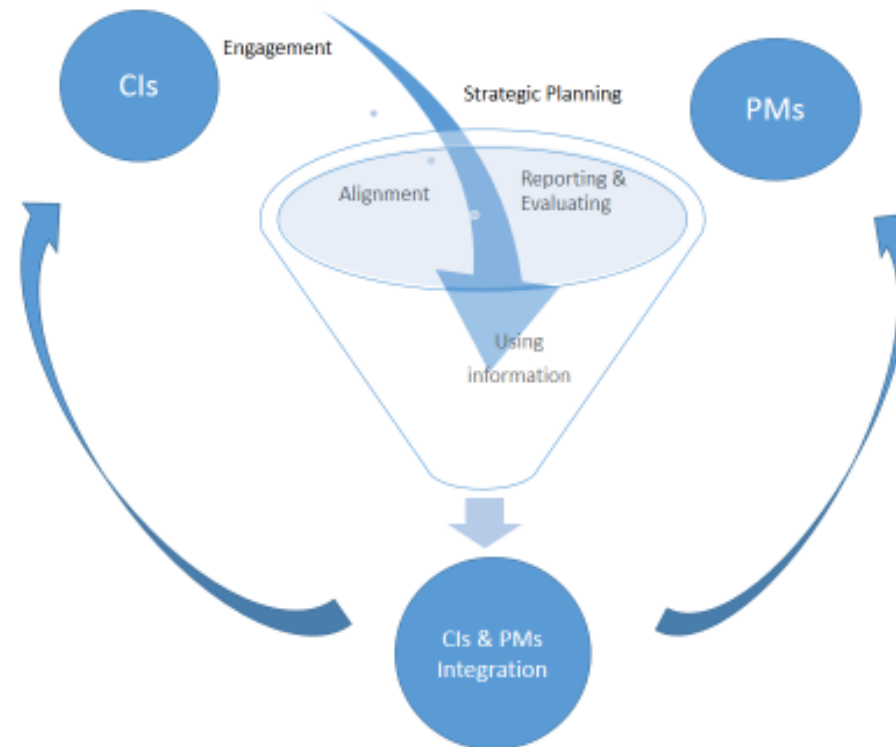 Engagement
CIs
Strategic Planning
PMs
Alignment
Reporting &
Evaluating
Using
information
CIs & PMs
Integration